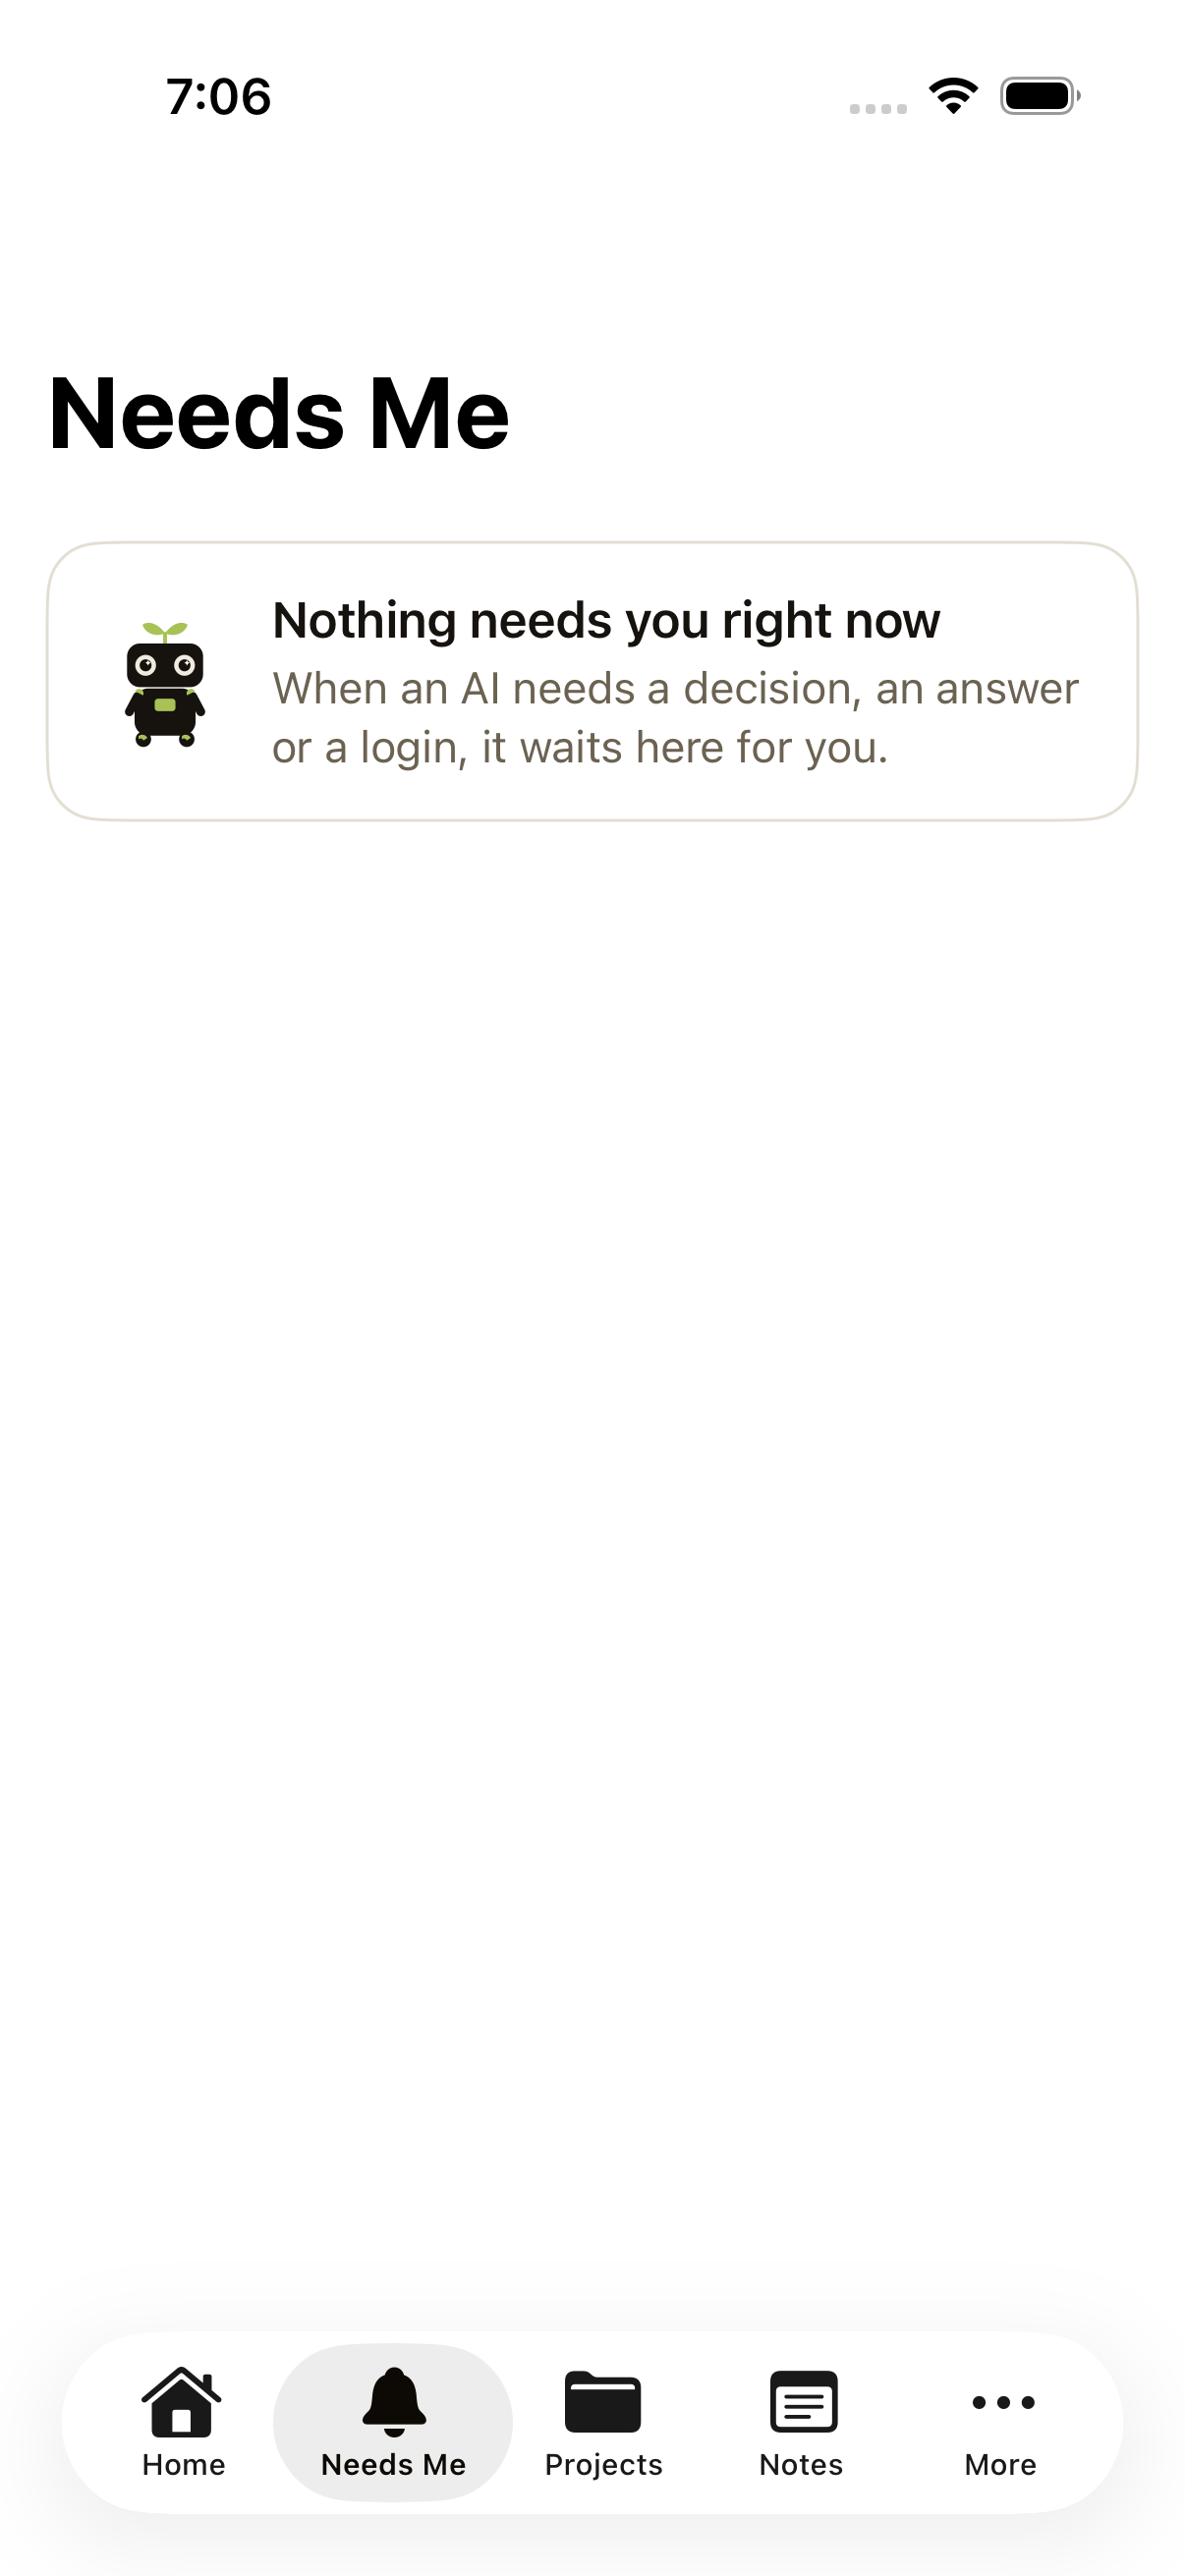 7:06
Needs Me
Nothing needs you right now
When an AI needs a decision, an answer
or a login, it waits here for you.
Home
Needs Me
Projects
Notes
More